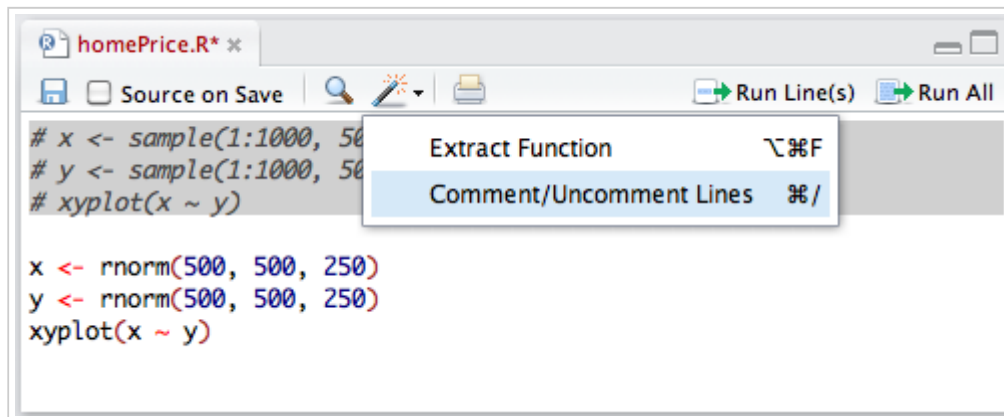 homePrice.R*
Source on Save Run Line(s) Run All
# x <- sample(1:1000, 50
# y <- sample(1:1000, 50
# xyplot(x ~ y)
Extract Function ⌥⌘F
Comment/Uncomment Lines ⌘/
x <- rnorm(500, 500, 250)
y <- rnorm(500, 500, 250)
xyplot(x ~ y)